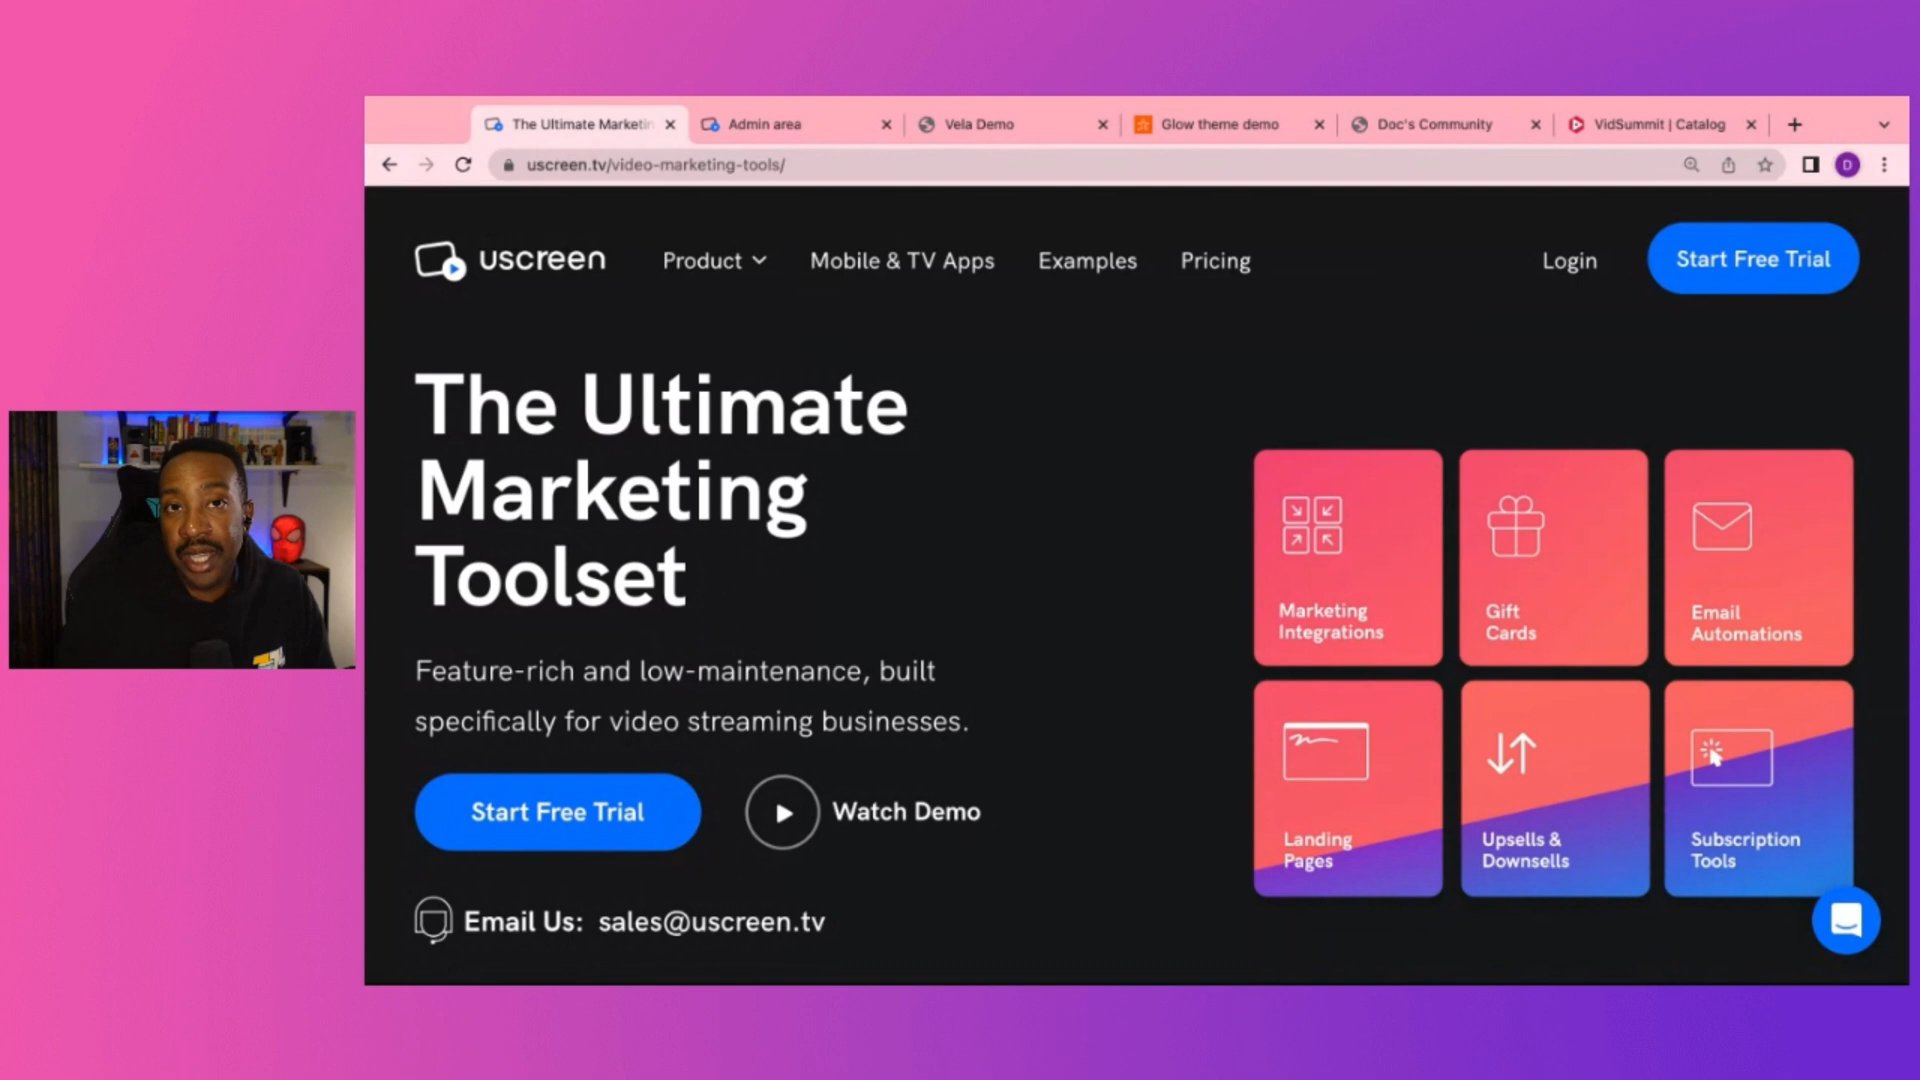 The Ultimate Marketin
Admin area
Vela Demo
Glow theme demo
Doc's Community
VidSummit | Catalog
uscreen.tv/video-marketing-tools/
D
uscreen
Product
Mobile & TV Apps
Examples
Pricing
Login
Start Free Trial
The Ultimate
Marketing
Toolset
Feature-rich and low-maintenance, built
specifically for video streaming businesses.
Start Free Trial
Watch Demo
Email Us: sales@uscreen.tv
Marketing
Integrations
Gift
Cards
Email
Automations
Landing
Pages
Upsells &
Downsells
Subscription
Tools